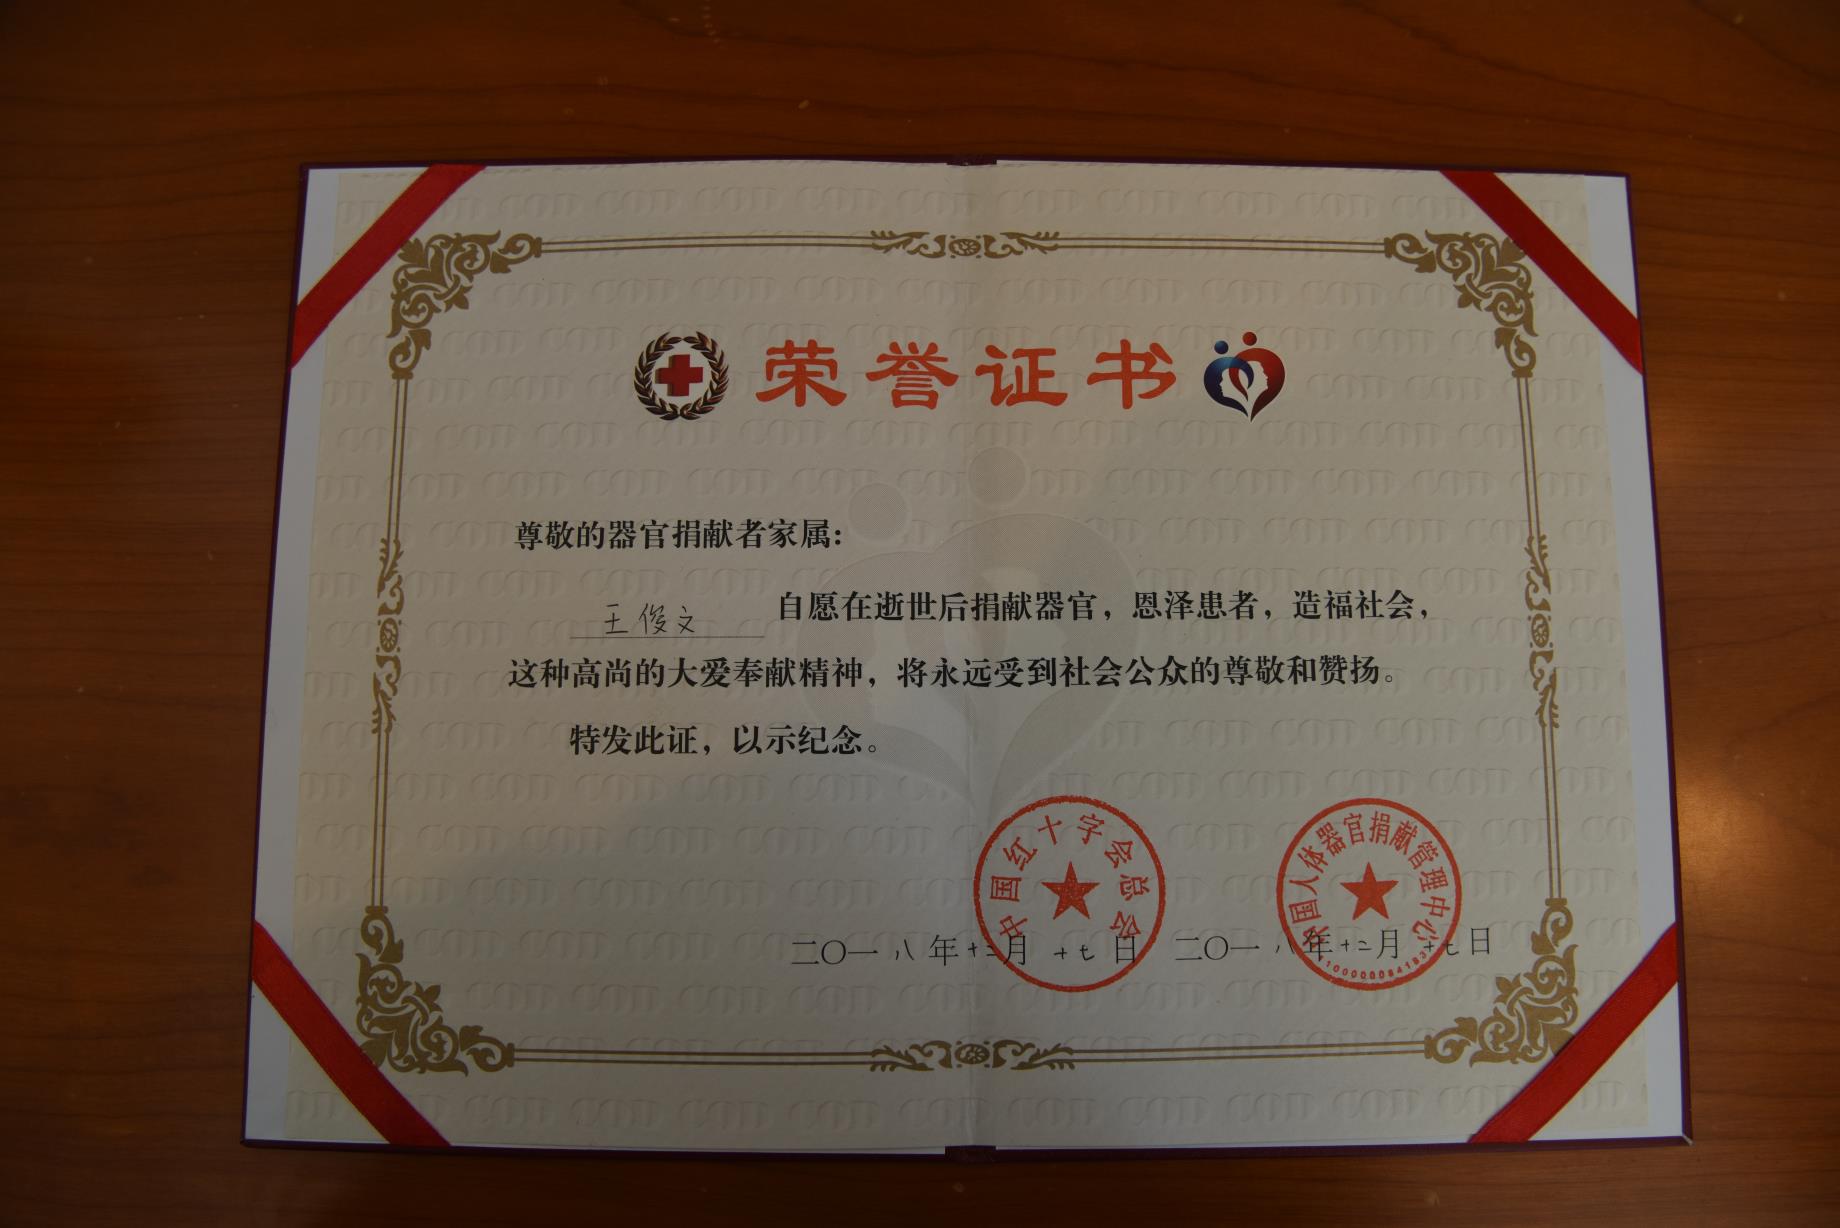 荣誉证书
尊敬的器官捐献者家属：
王俊文 自愿在逝世后捐献器官，恩泽患者，造福社会，
这种高尚的大爱奉献精神，将永远受到社会公众的尊敬和赞扬。
特发此证，以示纪念。
中国红十字会总会
中国人体器官捐献管理中心
二〇一八年十二月十七日
二〇一八年十二月十七日